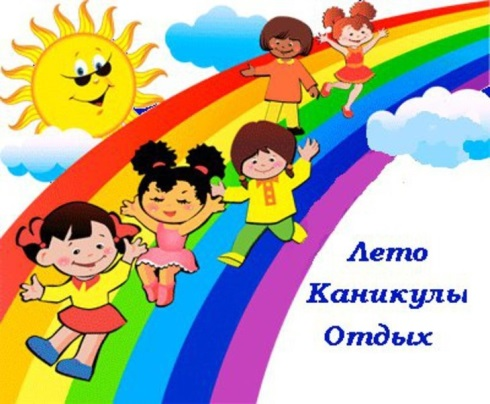 Лето
Каникулы
Отдых